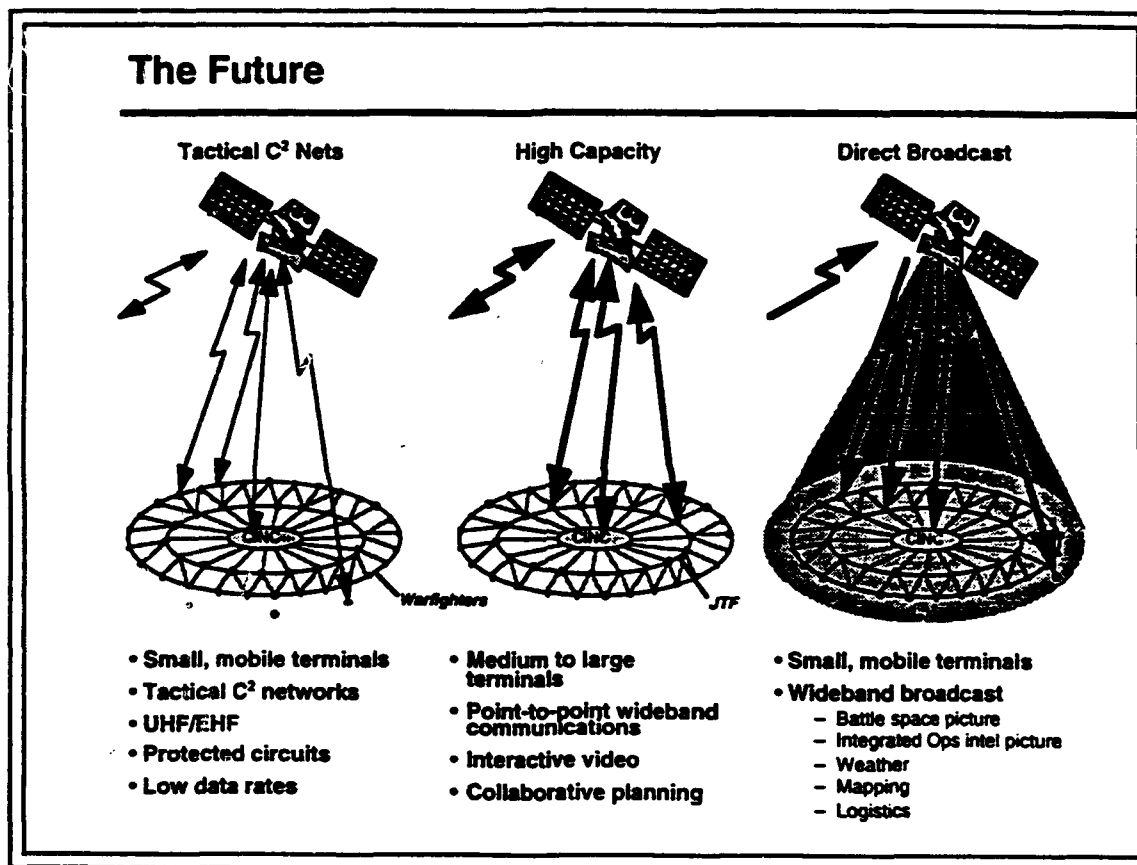 The Future
Tactical C² Nets
CINC
Warfighters
• Small, mobile terminals
• Tactical C² networks
• UHF/EHF
• Protected circuits
• Low data rates
High Capacity
CINC
JTF
• Medium to large
terminals
• Point-to-point wideband
communications
• Interactive video
• Collaborative planning
Direct Broadcast
CINC
• Small, mobile terminals
• Wideband broadcast
– Battle space picture
– Integrated Ops intel picture
– Weather
– Mapping
– Logistics